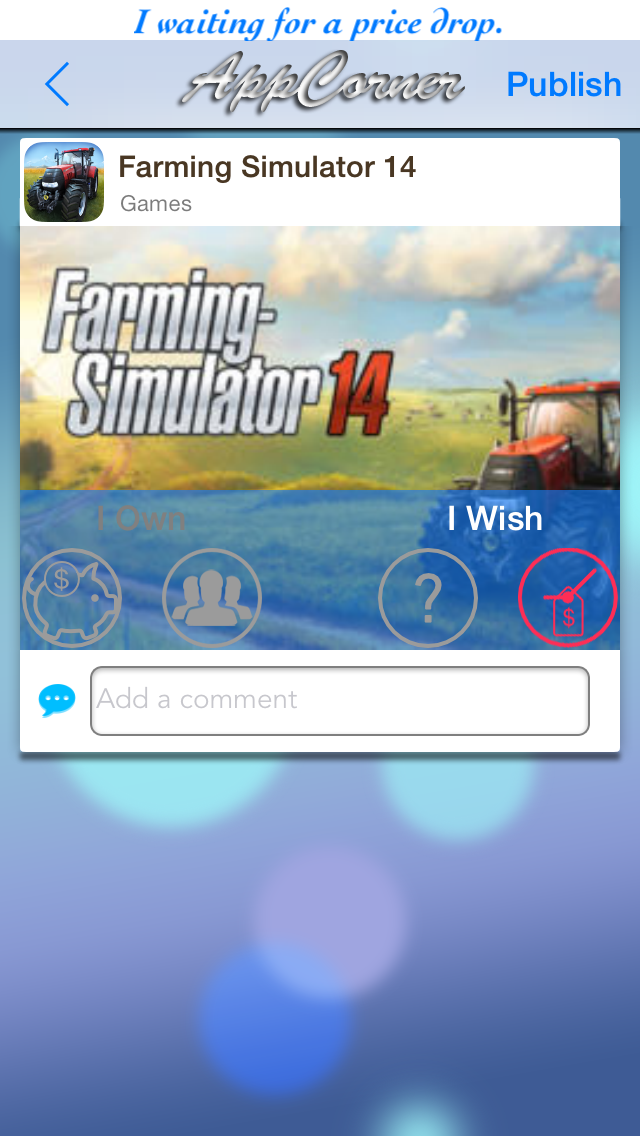 I waiting for a price drop.
AppCorner
Publish
Farming Simulator 14
Games
Farming-
Simulator 14
I Own
I Wish
$
?
$
Add a comment